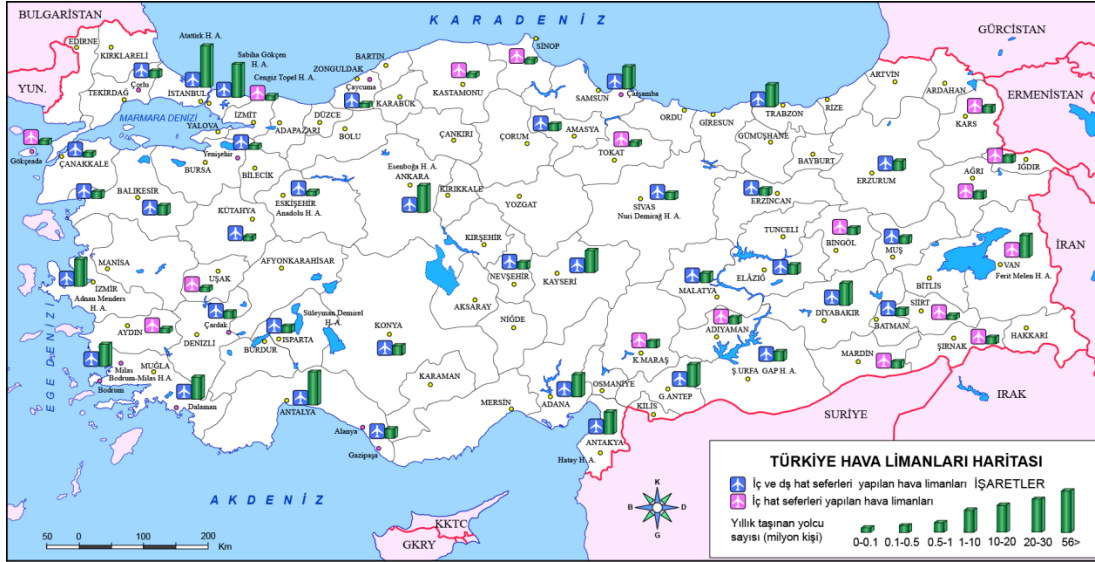 BULGARİSTAN
KARADENİZ
GÜRCİSTAN
EDİRNE
KIRKLARELİ
Atatürk H. A.
Sabiha Gökçen
H. A.
Cengiz Topel H. A.
SİNOP
BARTIN
ZONGULDAK
Çaycuma
KASTAMONU
ARTVİN
ARDAHAN
YUN.
TEKİRDAĞ
Çorlu
İSTANBUL
KARABÜK
SAMSUN
Çarşamba
ORDU
GİRESUN
TRABZON
RİZE
ERMENİSTAN
KARS
MARMARA DENİZİ
YALOVA
İZMİT
ADAPAZARI
DÜZCE
BOLU
ÇANKIRI
ÇORUM
AMASYA
TOKAT
GÜMÜŞHANE
BAYBURT
Gökçeada
ÇANAKKALE
Yenişehir
BURSA
BİLECİK
Esenboğa H. A.
ANKARA
KIRIKKALE
YOZGAT
ERZURUM
AĞRI
IĞDIR
BALIKESİR
ESKİŞEHİR
Anadolu H. A.
SİVAS
Nuri Demirağ H. A.
ERZİNCAN
KÜTAHYA
KIRŞEHİR
TUNCELİ
BİNGÖL
MUŞ
İRAN
MANİSA
UŞAK
AFYONKARAHİSAR
NEVŞEHİR
KAYSERİ
ELÂZIĞ
MALATYA
BİTLİS
VAN
Ferit Melen H. A.
İZMİR
Adnan Menders
H. A.
AKSARAY
NİĞDE
SİİRT
EGE DENİZİ
AYDIN
Çardak
DENİZLİ
Süleyman Demirel
H. A.
ISPARTA
BURDUR
KONYA
ADIYAMAN
DİYABAKIR
BATMAN
ŞIRNAK
HAKKARİ
Milas
Bodrum-Milas H.A.
MUĞLA
Bodrum
K.MARAŞ
Ş.URFA GAP H. A.
MARDİN
Dalaman
ANTALYA
KARAMAN
MERSİN
ADANA
OSMANİYE
G.ANTEP
KİLİS
SURİYE
IRAK
Alanya
Gazipaşa
ANTAKYA
Hatay H. A.
AKDENİZ
KKTC
GKRY
K
B
D
G
50
0
100
200
Km
TÜRKİYE HAVA LİMANLARI HARİTASI
İç ve dş hat seferleri yapılan hava limanları İŞARETLER
İç hat seferleri yapılan hava limanları
Yıllık taşınan yolcu
sayısı (milyon kişi)
0-0.1 0.1-0.5 0.5-1 1-10 10-20 20-30 56>